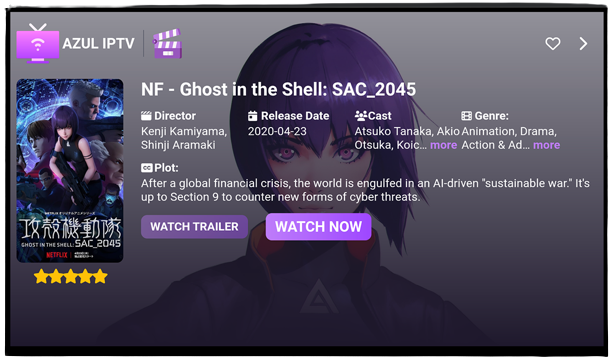 AZUL IPTV
NF - Ghost in the Shell: SAC_2045
Director
Kenji Kamiyama,
Shinji Aramaki
Release Date
2020-04-23
Cast
Atsuko Tanaka, Akio
Otsuka, Koic... more
Genre:
Animation, Drama,
Action & Ad... more
CC Plot:
After a global financial crisis, the world is engulfed in an AI-driven "sustainable war." It's
up to Section 9 to counter new forms of cyber threats.
WATCH TRAILER
WATCH NOW
攻殻機動隊
GHOST IN THE SHELL: SAC_2045
NETFLIX